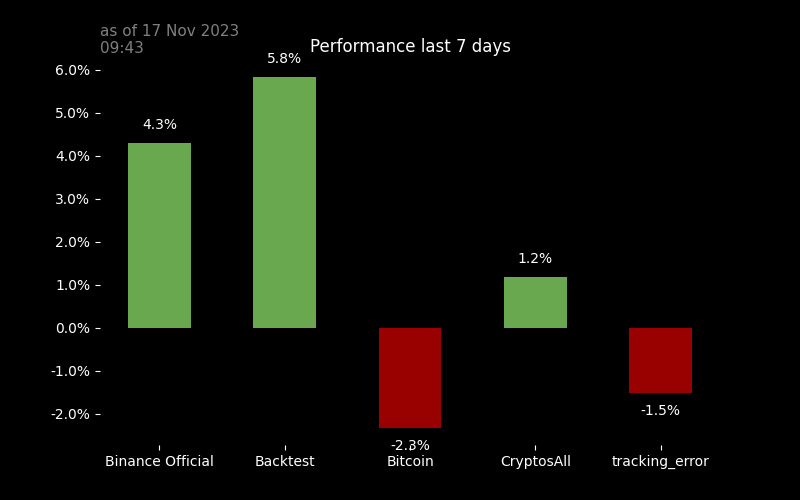 as of 17 Nov 2023
09:43
Performance last 7 days
6.0%
5.0%
4.0%
3.0%
2.0%
1.0%
0.0%
-1.0%
-2.0%
4.3%
5.8%
-2.3%
1.2%
-1.5%
Binance Official
Backtest
Bitcoin
CryptosAll
tracking_error